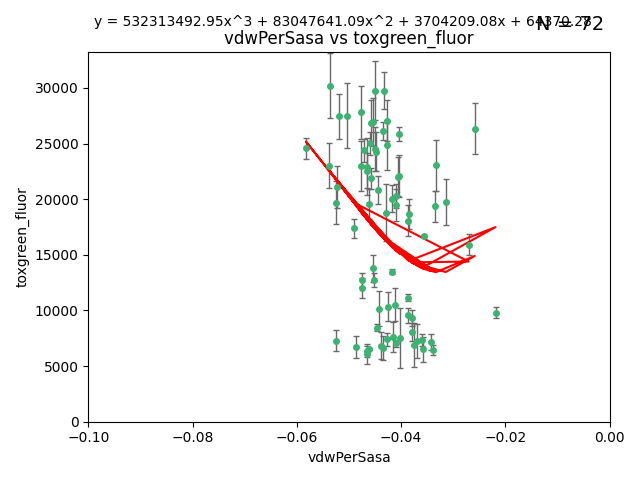 y = 532313492.95x^3 + 83047641.09x^2 + 3704209.08x + 64370.28
N = 72
vdwPerSasa vs toxgreen_fluor
30000
25000
20000
15000
10000
5000
0
toxgreen_fluor
−0.10 −0.08 −0.06 −0.04 −0.02 0.00
vdwPerSasa